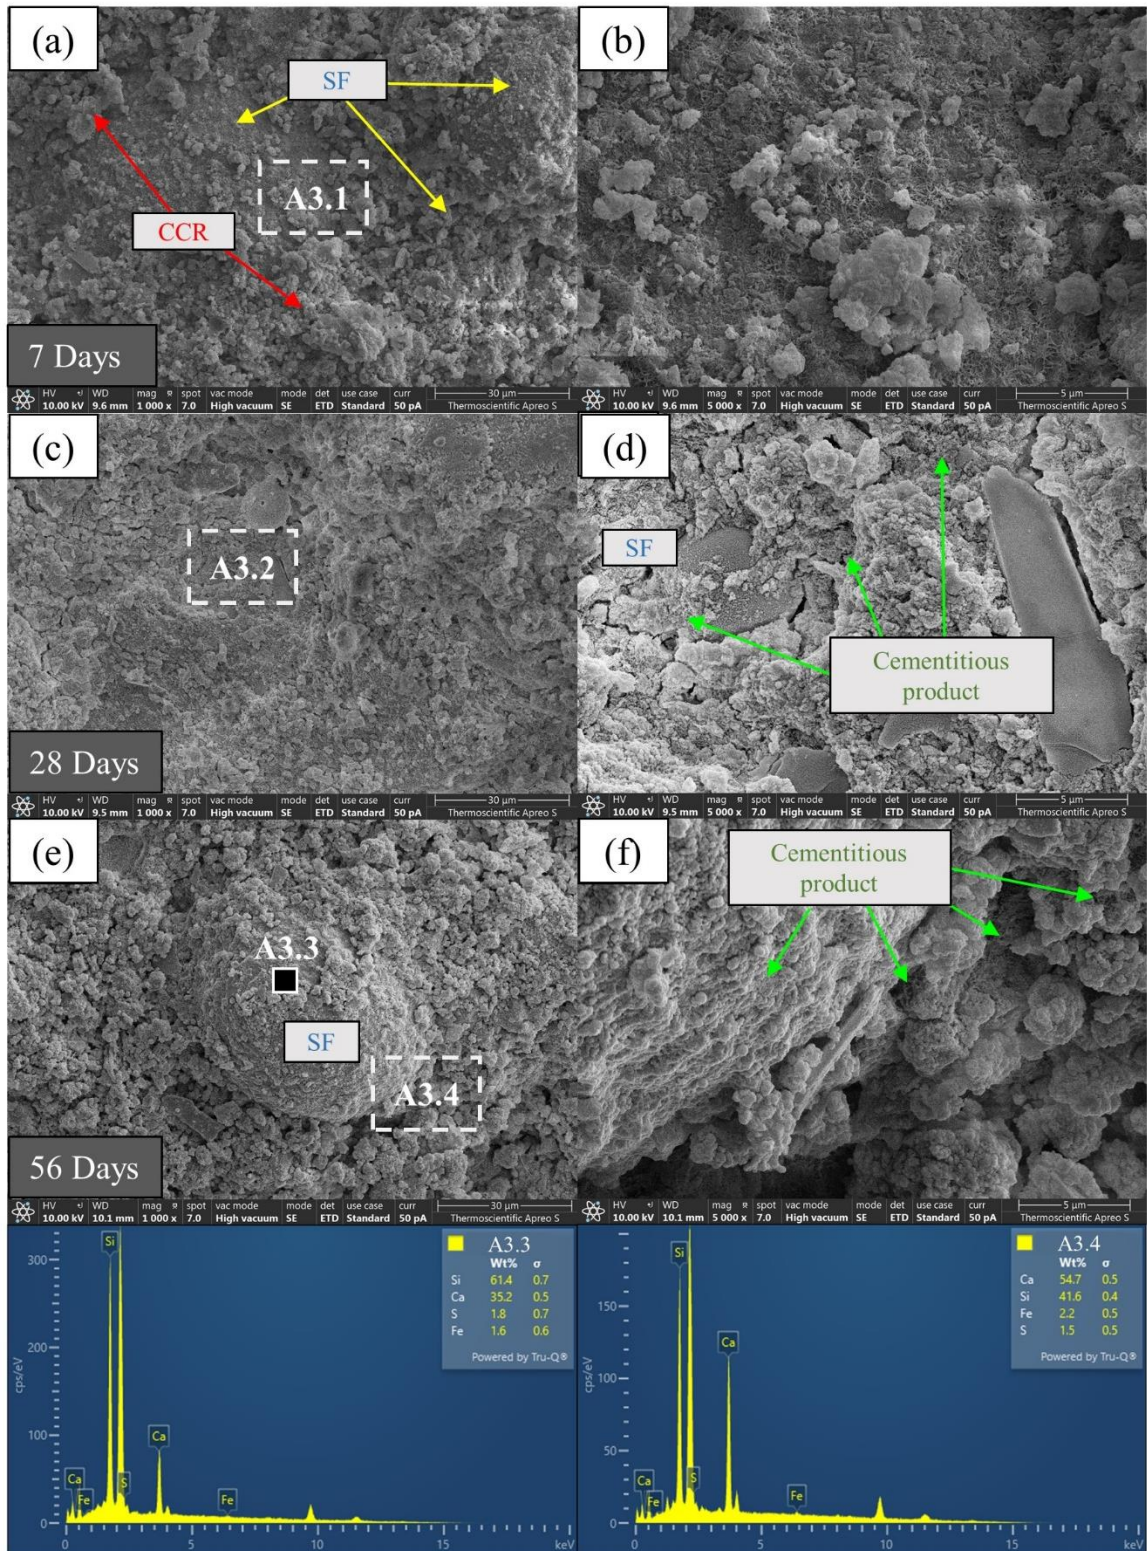 (a)
SF
A3.1
CCR
7 Days
HV WD mag spot vac mode mode det use case curr 30 µm
10.00 kV 9.6 mm 1 000 x 7.0 High vacuum SE ETD Standard 50 pA Thermoscientific Apreo S
(b)
HV WD mag spot vac mode mode det use case curr 5 µm
10.00 kV 9.6 mm 5 000 x 7.0 High vacuum SE ETD Standard 50 pA Thermoscientific Apreo S
(c)
A3.2
28 Days
HV WD mag spot vac mode mode det use case curr 30 µm
10.00 kV 9.5 mm 1 000 x 7.0 High vacuum SE ETD Standard 50 pA Thermoscientific Apreo S
(d)
SF
Cementitious
product
HV WD mag spot vac mode mode det use case curr 5 µm
10.00 kV 9.5 mm 5 000 x 7.0 High vacuum SE ETD Standard 50 pA Thermoscientific Apreo S
(e)
A3.3
SF
A3.4
56 Days
HV WD mag spot vac mode mode det use case curr 30 µm
10.00 kV 10.1 mm 1 000 x 7.0 High vacuum SE ETD Standard 50 pA Thermoscientific Apreo S
(f)
Cementitious
product
HV WD mag spot vac mode mode det use case curr 5 µm
10.00 kV 10.1 mm 5 000 x 7.0 High vacuum SE ETD Standard 50 pA Thermoscientific Apreo S
A3.3
Wt% σ
Si 61.4 0.7
Ca 35.2 0.5
S 1.8 0.7
Fe 1.6 0.6
Powered by Tru-Q®
cps/eV
300
200
100
0
Si
Ca
Ca
Fe
S
Fe
0 5 10 15 keV
A3.4
Wt% σ
Ca 54.7 0.5
Si 41.6 0.4
Fe 2.2 0.5
S 1.5 0.5
Powered by Tru-Q®
cps/eV
150
100
50
0
Si
Ca
Ca
Fe
S
Fe
0 5 10 15 keV